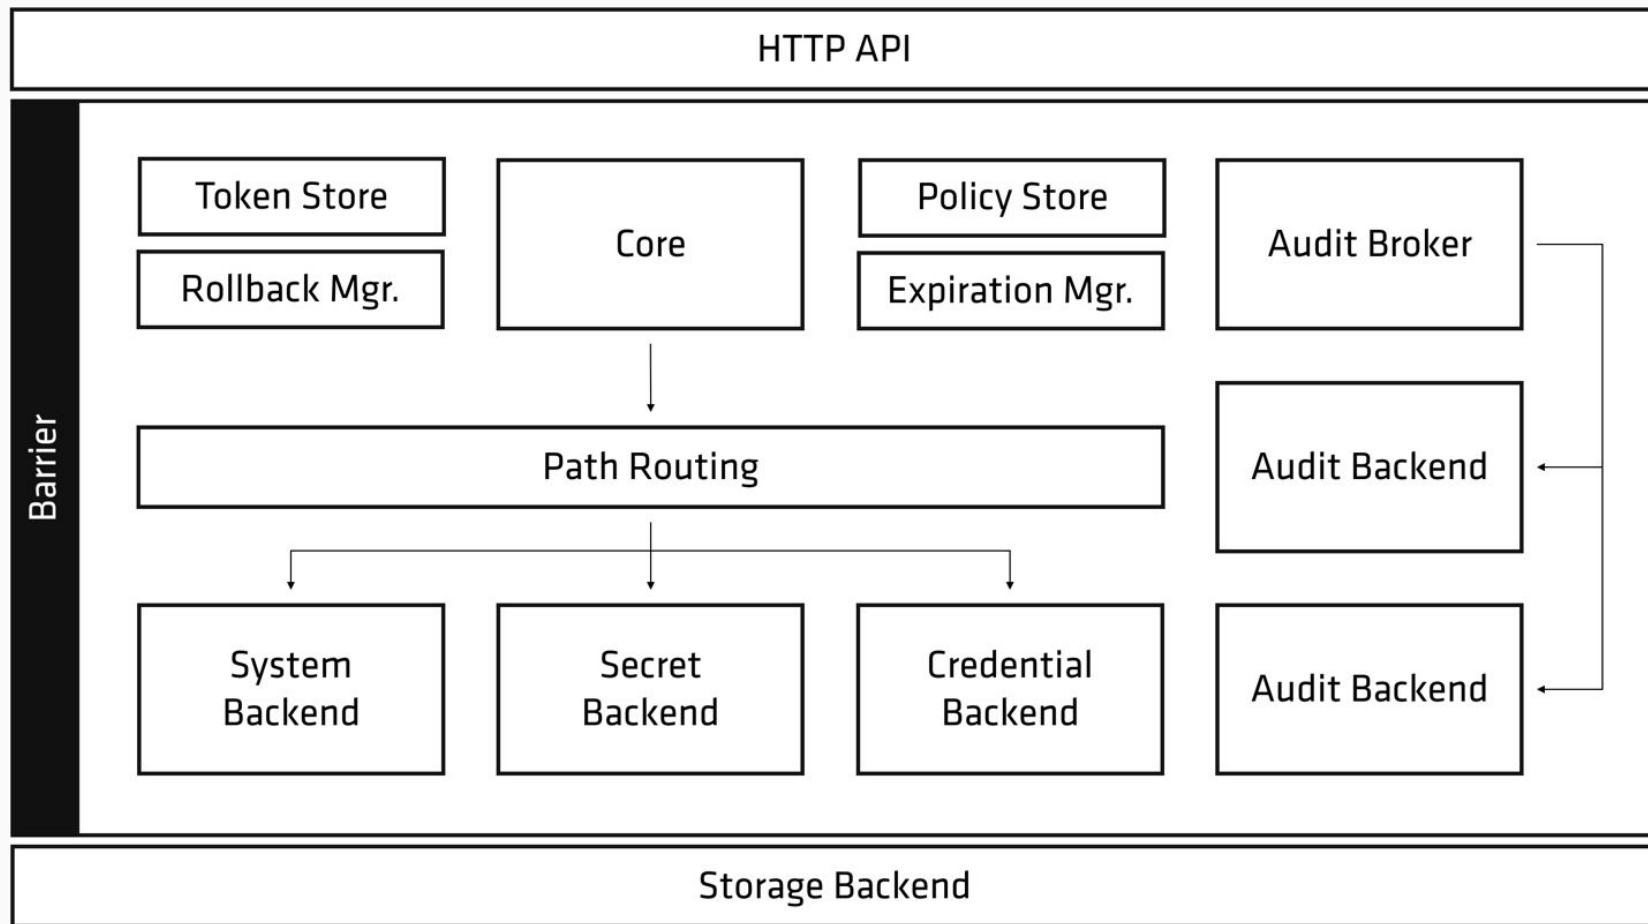 HTTP API
Barrier
Token Store
Rollback Mgr.
Core
Policy Store
Expiration Mgr.
Audit Broker
Path Routing
Audit Backend
System
Backend
Secret
Backend
Credential
Backend
Audit Backend
Storage Backend